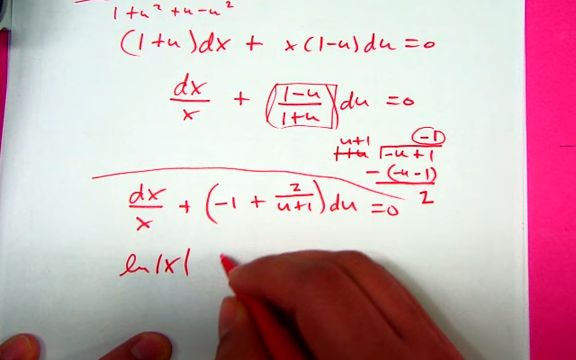 1+u² +u-u²
(1+u)dx + x(1-u)du=0
dx/x + ((1-u)/(1+u))du =0
u+1 -1
1+u -u+1
-(-u-1)
2
dx/x + (-1 + 2/(u+1))du =0
ln|x|